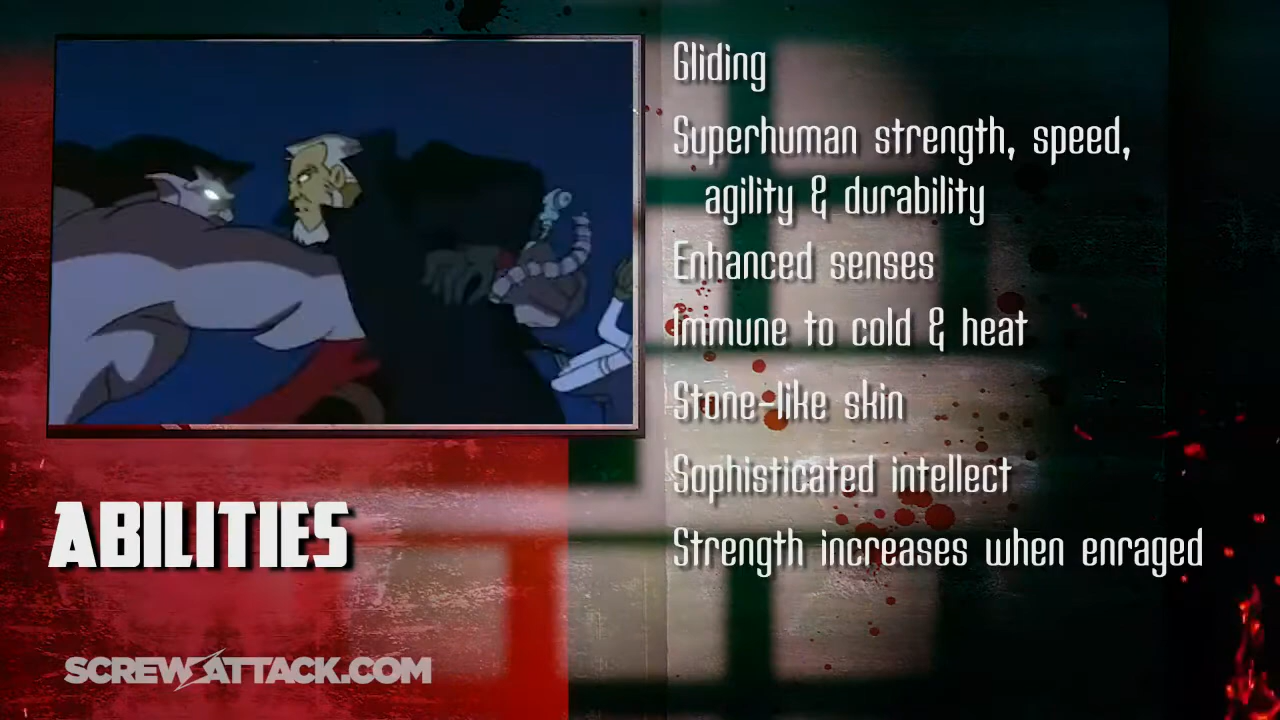 Gliding
Superhuman strength, speed,
agility & durability
Enhanced senses
Immune to cold & heat
Stone-like skin
Sophisticated intellect
Strength increases when enraged
ABILITIES
SCREWATTACK.COM